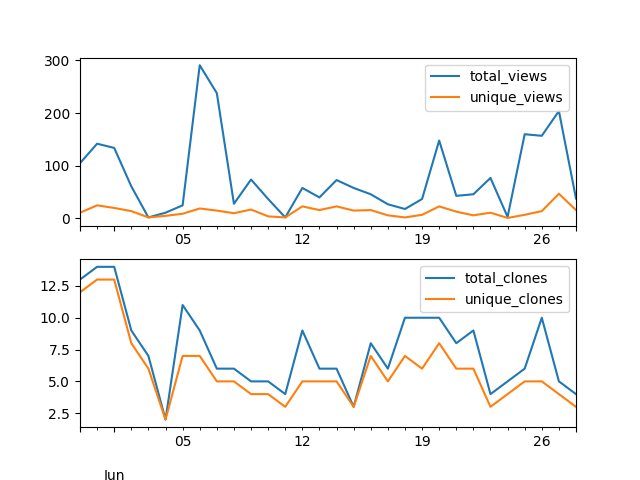 300
200
100
0
total_views
unique_views
05 12 19 26
12.5
10.0
7.5
5.0
2.5
total_clones
unique_clones
05 12 19 26
Jun